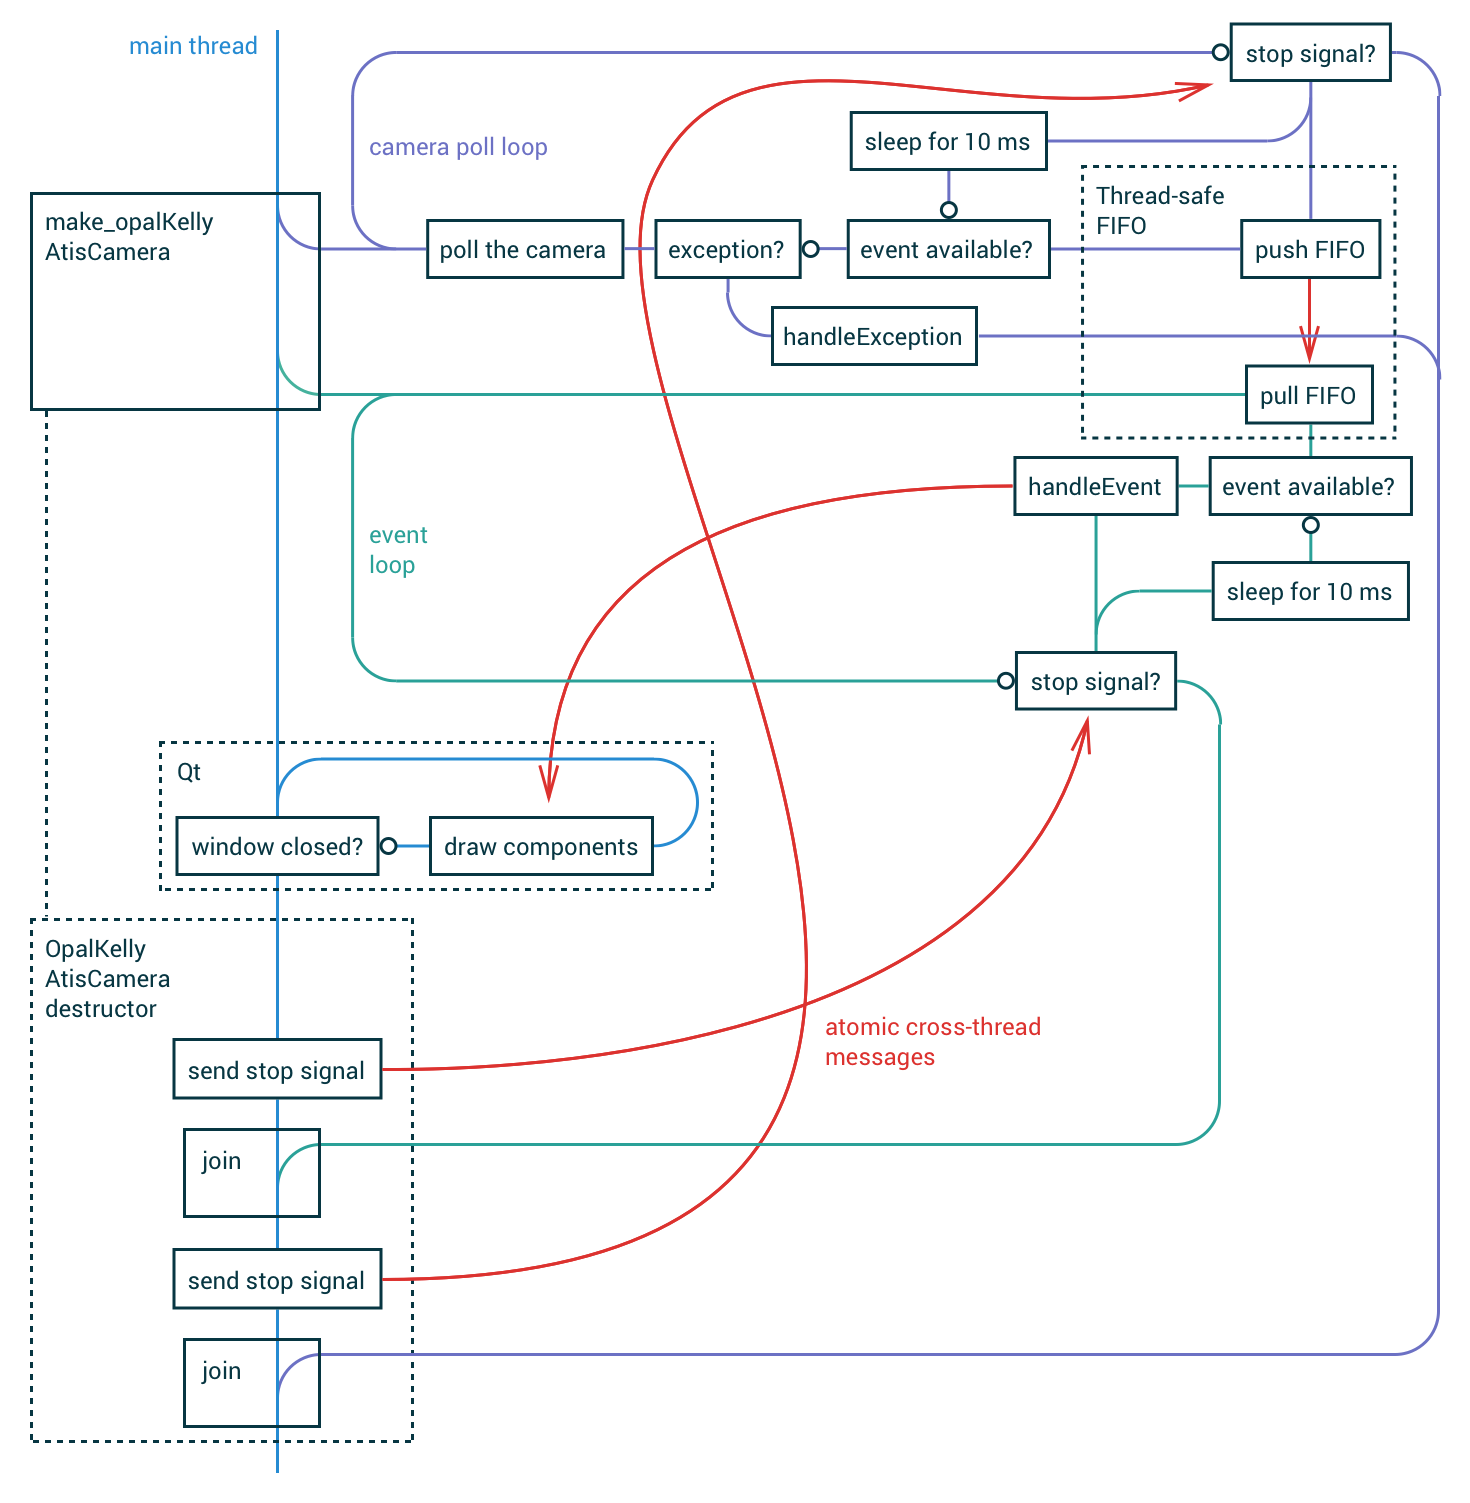 main thread
stop signal?
camera poll loop
sleep for 10 ms
Thread-safe
FIFO
make_opalKelly
AtisCamera
poll the camera
exception?
event available?
push FIFO
handleException
pull FIFO
handleEvent
event available?
event
loop
sleep for 10 ms
stop signal?
Qt
window closed?
draw components
OpalKelly
AtisCamera
destructor
atomic cross-thread
messages
send stop signal
join
send stop signal
join